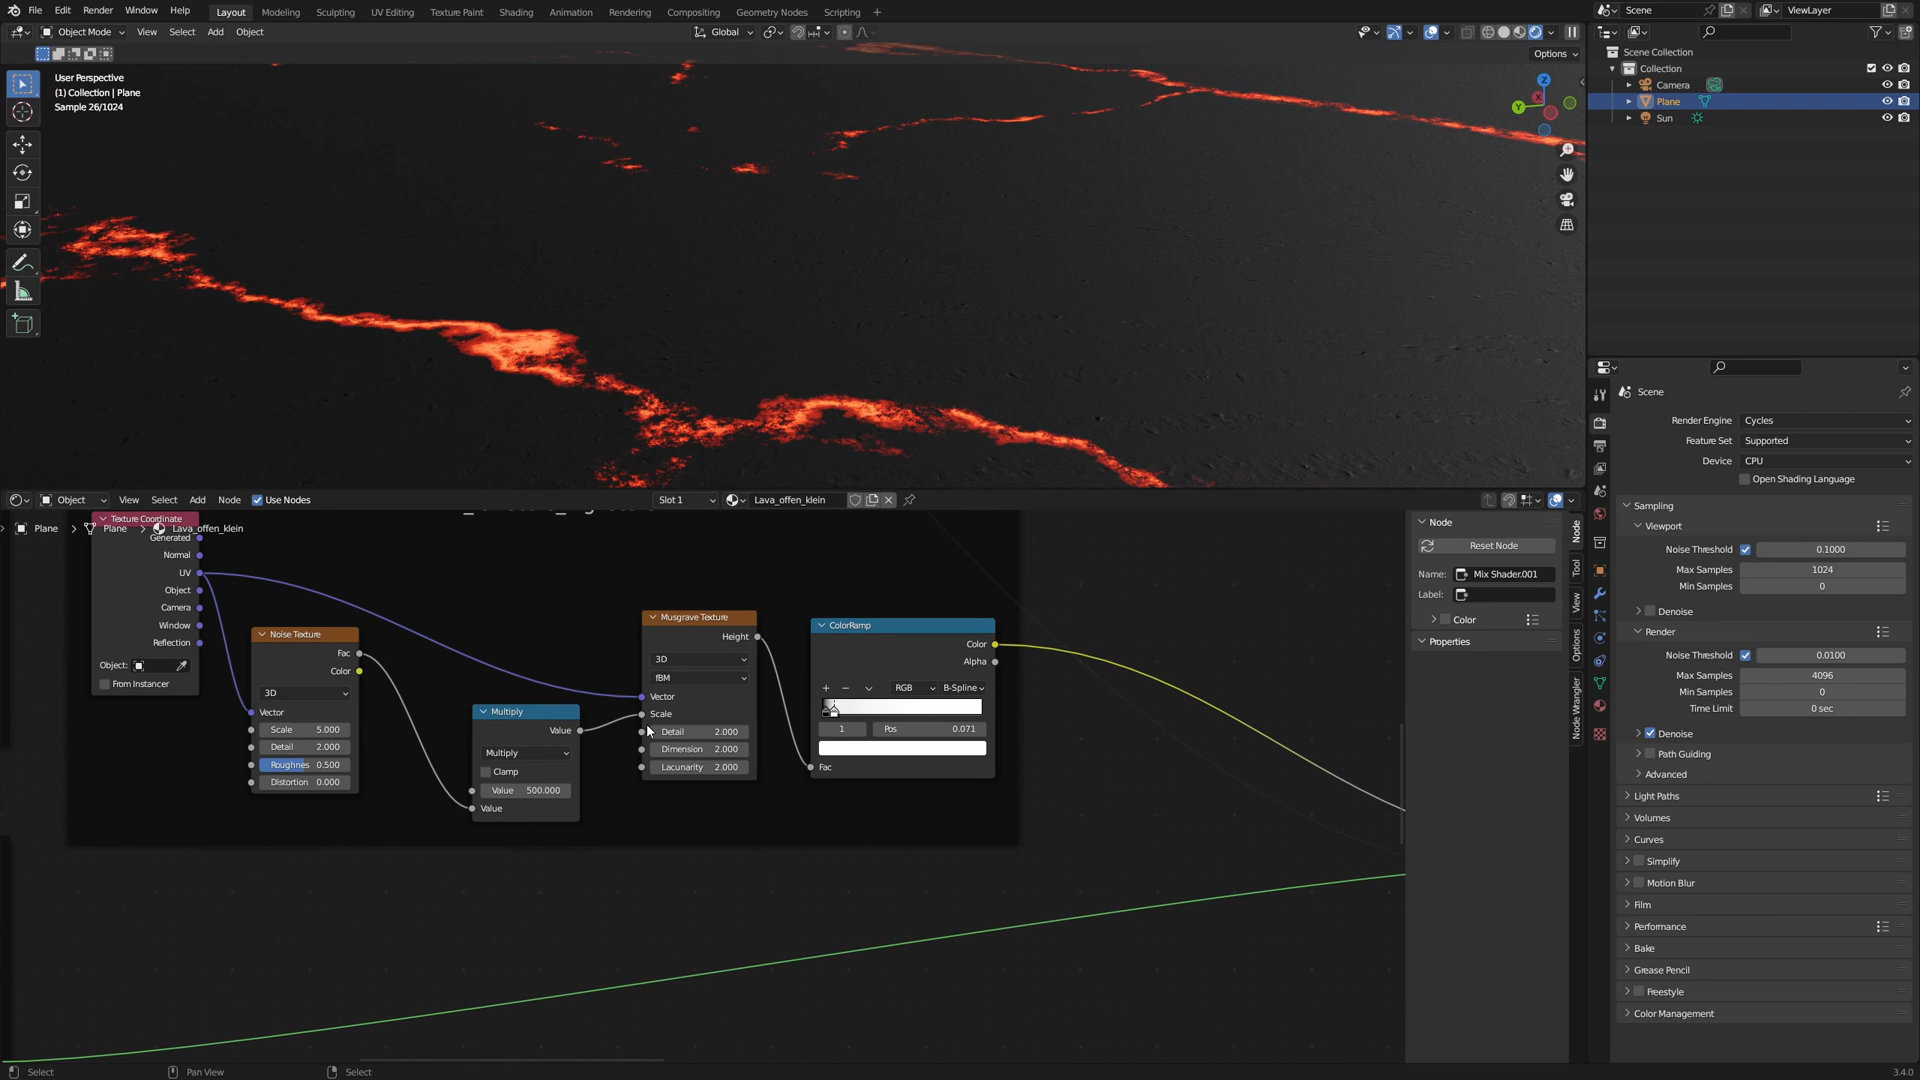 File Edit Render Window Help Layout Modeling Sculpting UV Editing Texture Paint Shading Animation Rendering Compositing Geometry Nodes Scripting + Scene ViewLayer
Object Mode View Select Add Object Global
Options
User Perspective
(1) Collection | Plane
Sample 26/1024
Z
Y
X
Scene Collection
Collection
Camera
Plane
Sun
Object View Select Add Node Use Nodes Slot 1 Lava_offen_klein
Plane > Plane > Lava_offen_klein
Texture Coordinate
Generated
Normal
UV
Object
Camera
Window
Reflection
Object:
From Instancer
Noise Texture
Fac
Color
3D
Vector
Scale 5.000
Detail 2.000
Roughnes 0.500
Distortion 0.000
Multiply
Value
Multiply
Clamp
Value 500.000
Value
Musgrave Texture
Height
3D
fBM
Vector
Scale
Detail 2.000
Dimension 2.000
Lacunarity 2.000
ColorRamp
Color
Alpha
+ − RGB B-Spline
1 Pos 0.071
Fac
Node
Reset Node
Name: Mix Shader.001
Label:
Color
Properties
Node
Tool
View
Options
Node Wrangler
Scene
Render Engine Cycles
Feature Set Supported
Device CPU
Open Shading Language
Sampling
Viewport
Noise Threshold 0.1000
Max Samples 1024
Min Samples 0
Denoise
Render
Noise Threshold 0.0100
Max Samples 4096
Min Samples 0
Time Limit 0 sec
Denoise
Path Guiding
Advanced
Light Paths
Volumes
Curves
Simplify
Motion Blur
Film
Performance
Bake
Grease Pencil
Freestyle
Color Management
Select Pan View Select 3.4.0